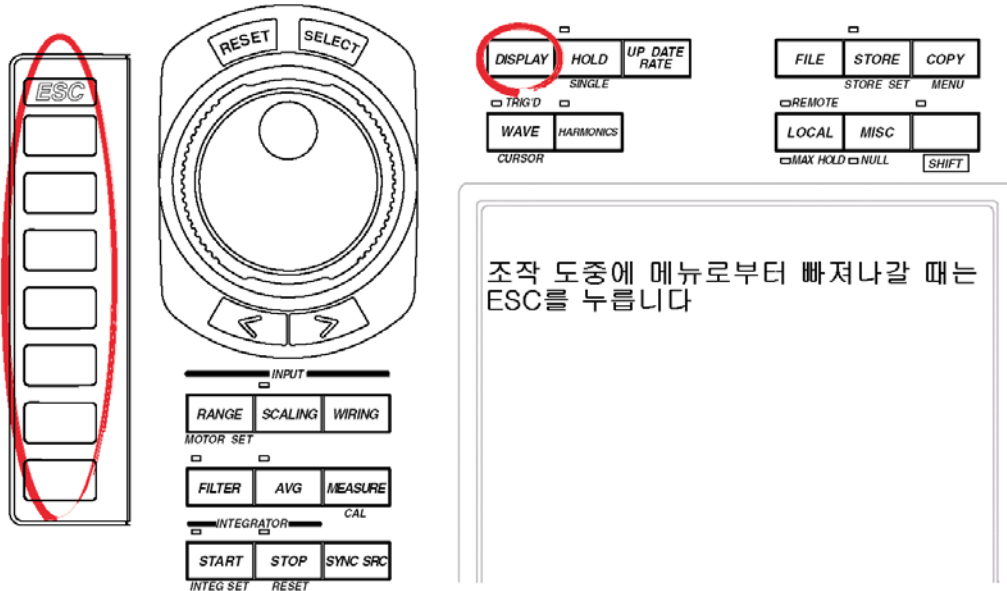 ESC
RESET
SELECT
DISPLAY HOLD UP DATE RATE
SINGLE
TRIG'D
WAVE HARMONICS
CURSOR
FILE STORE COPY
STORE SET MENU
REMOTE
LOCAL MISC
MAX HOLD NULL SHIFT
조작 도중에 메뉴로부터 빠져나갈 때는
ESC를 누릅니다
< >
INPUT
RANGE SCALING WIRING
MOTOR SET
FILTER AVG MEASURE
CAL
INTEGRATOR
START STOP SYNC SRC
INTEG SET RESET